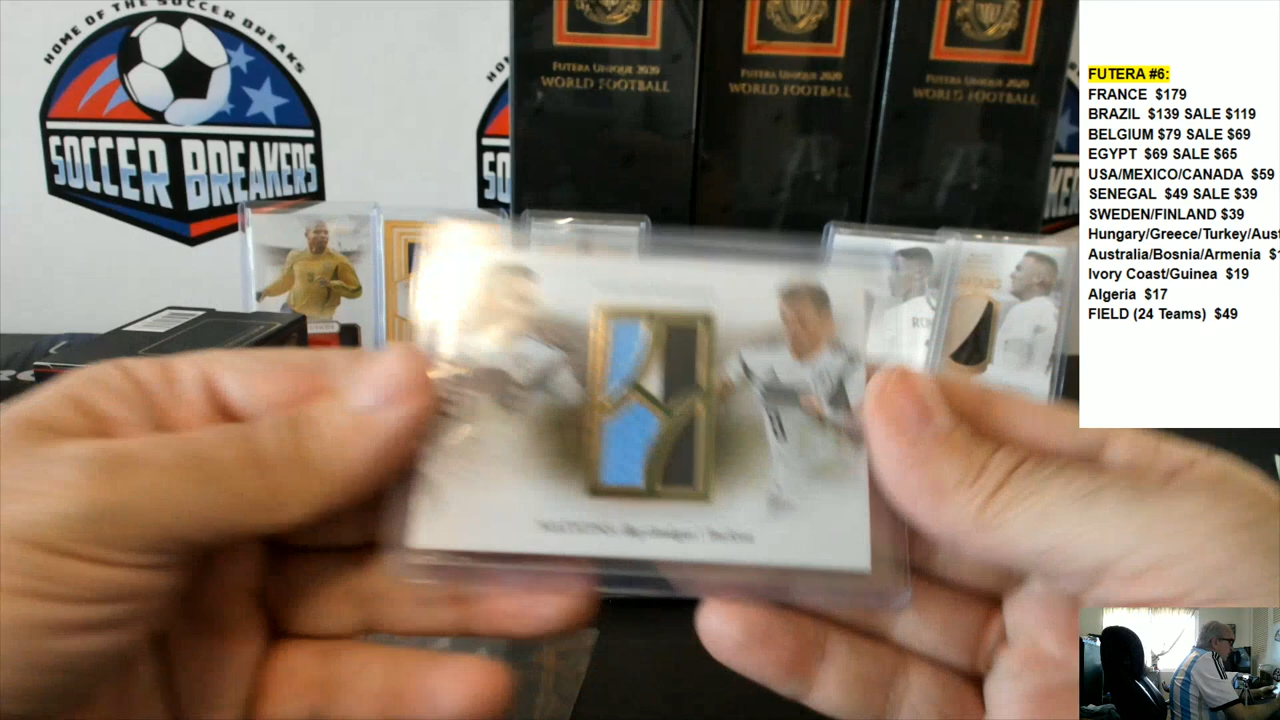 HOME OF THE SOCCER BREAKS
SOCCER BREAKERS
FUTERA UNIQUE 2020
WORLD FOOTBALL
FUTERA UNIQUE 2020
WORLD FOOTBALL
FUTERA UNIQUE 2020
WORLD FOOTBALL
FUTERA #6:
FRANCE $179
BRAZIL $139 SALE $119
BELGIUM $79 SALE $69
EGYPT $69 SALE $65
USA/MEXICO/CANADA $59
SENEGAL $49 SALE $39
SWEDEN/FINLAND $39
Hungary/Greece/Turkey/Aust
Australia/Bosnia/Armenia $1
Ivory Coast/Guinea $19
Algeria $17
FIELD (24 Teams) $49